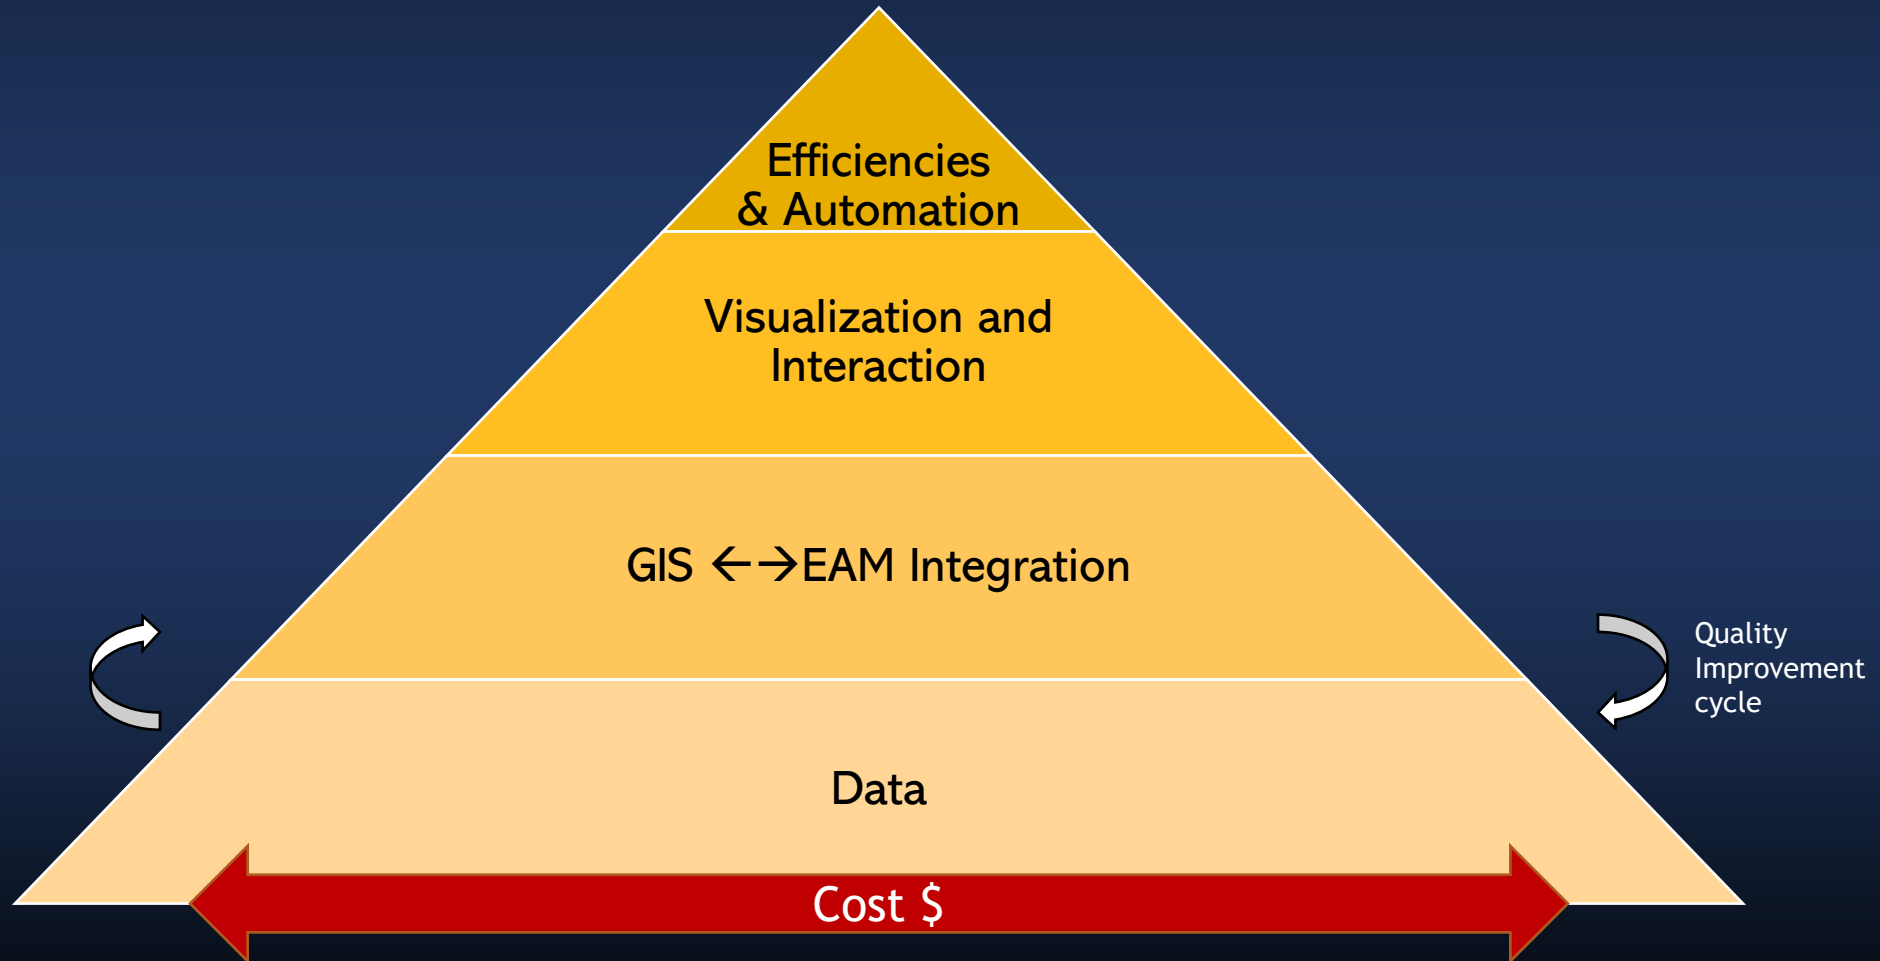 Efficiencies
& Automation
Visualization and
Interaction
GIS ←→EAM Integration
Quality
Improvement
cycle
Data
Cost $